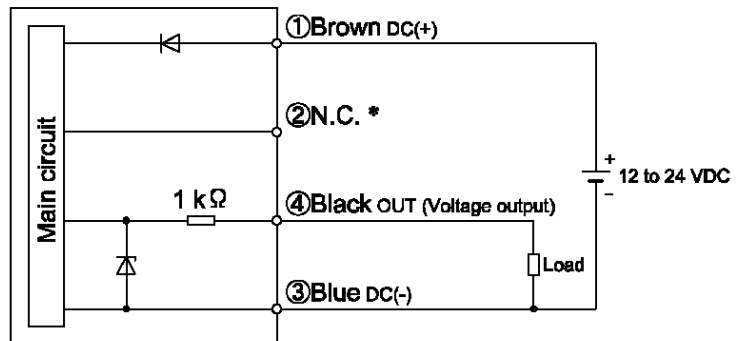 ①Brown DC(+)
②N.C. *
Main circuit
+
12 to 24 VDC
−
1 kΩ
④Black OUT (Voltage output)
Load
③Blue DC(-)